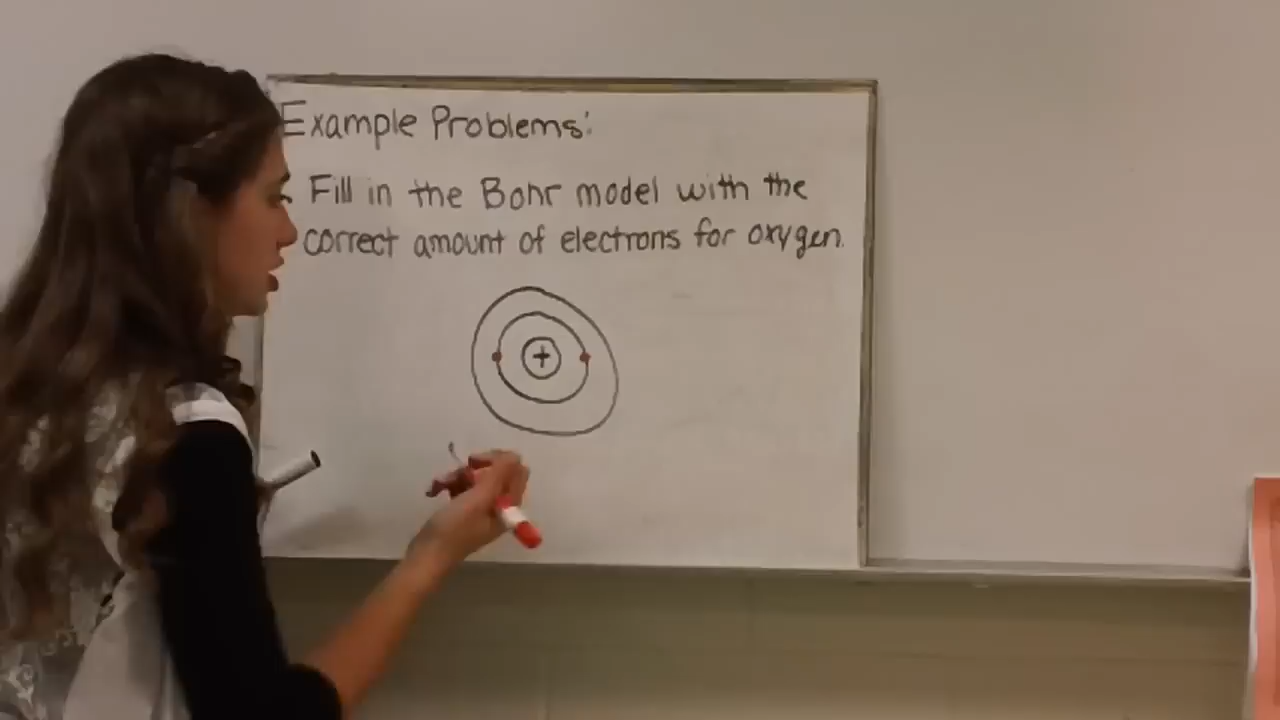 Example Problems:
Fill in the Bohr model with the
correct amount of electrons for oxygen.
+